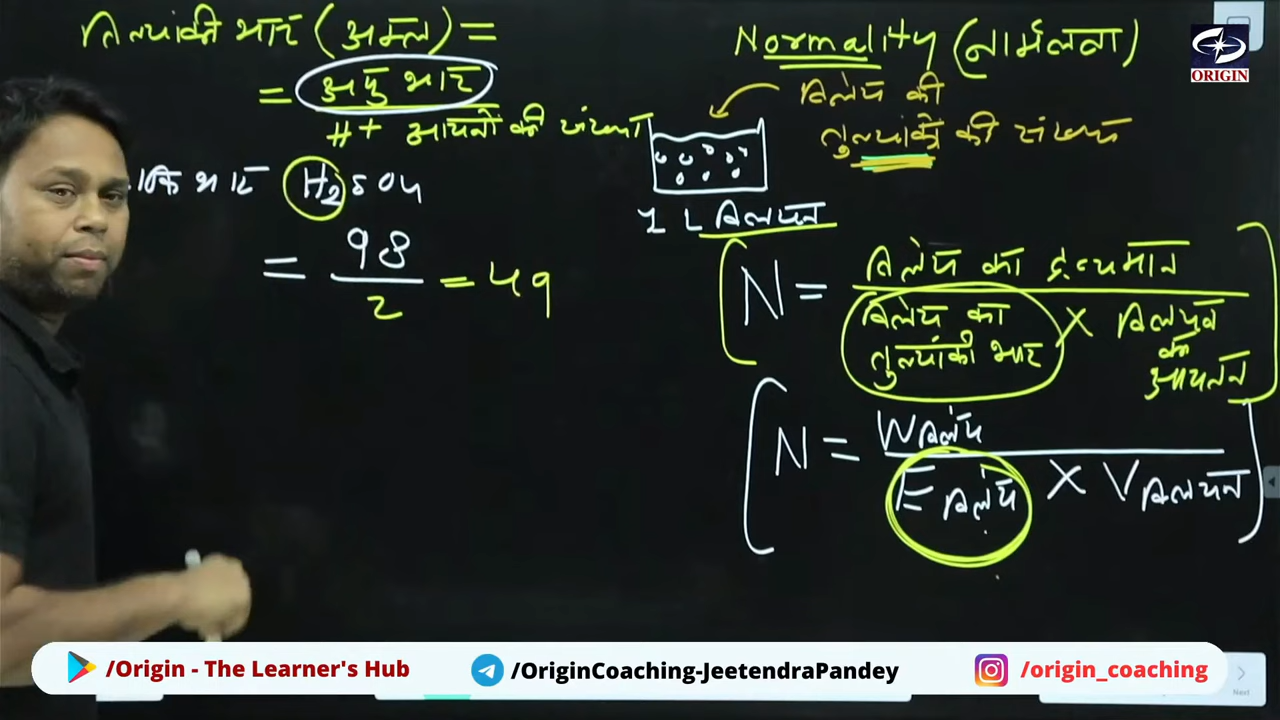 तुल्यांकी भार (अम्ल) =
= अणु भार
H+ आयनों की संख्या
भार H2SO4
= 98
2
= 49
Normality (नार्मलता)
विलेय की
तुल्यांको की संख्या
1 L विलयन
N = विलेय का द्रव्यमान
विलेय का
तुल्यांकी भार
X विलयन
का
आयतन
N = W विलेय
E विलेय X V विलयन
ORIGIN
/Origin - The Learner's Hub
/OriginCoaching-JeetendraPandey
/origin_coaching
Next